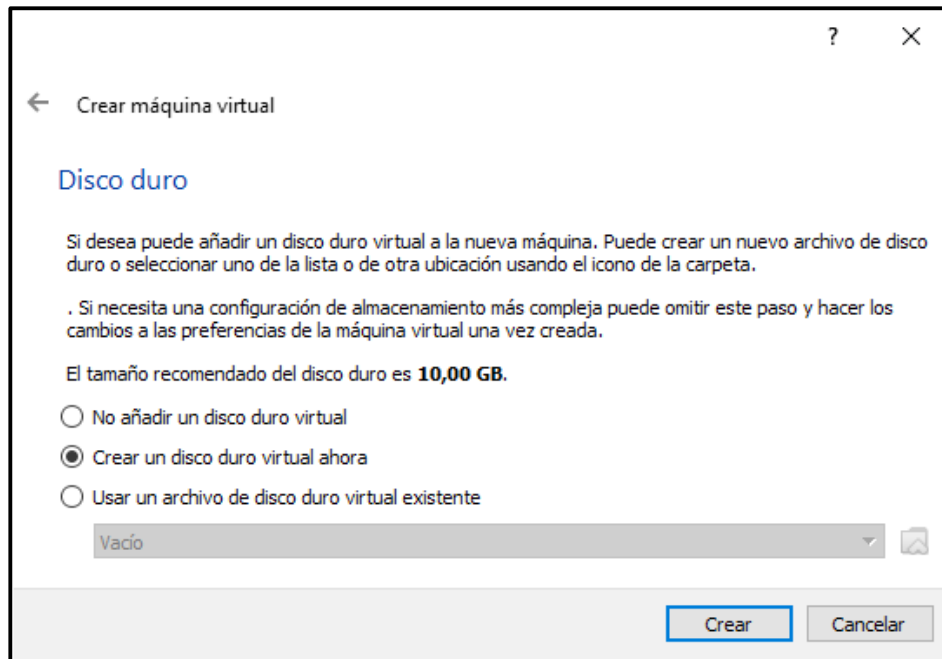 ?
Crear máquina virtual
Disco duro
Si desea puede añadir un disco duro virtual a la nueva máquina. Puede crear un nuevo archivo de disco
duro o seleccionar uno de la lista o de otra ubicación usando el icono de la carpeta.
. Si necesita una configuración de almacenamiento más compleja puede omitir este paso y hacer los
cambios a las preferencias de la máquina virtual una vez creada.
El tamaño recomendado del disco duro es 10,00 GB.
No añadir un disco duro virtual
Crear un disco duro virtual ahora
Usar un archivo de disco duro virtual existente
Vacío
Crear Cancelar